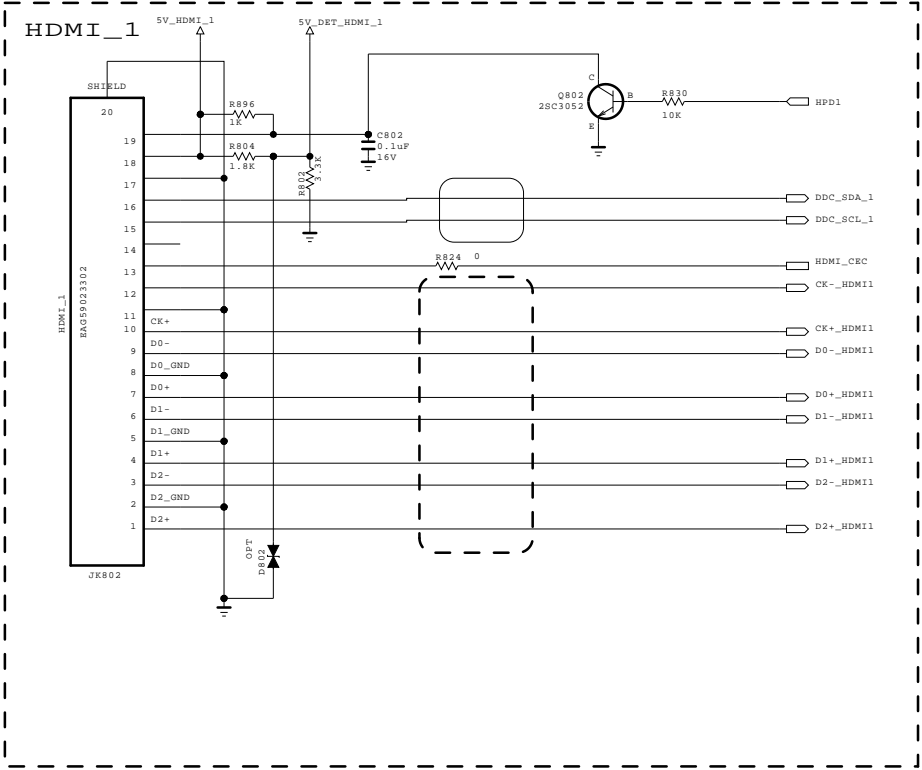 HDMI_1
5V_HDMI_1
5V_DET_HDMI_1
SHIELD
20
R896
1K
R804
1.8K
R802
3.3K
C802
0.1uF
16V
C
Q802
2SC3052
B
E
R830
10K
HPD1
19
18
17
16
15
14
13
12
11
10
9
8
7
6
5
4
3
2
1
HDMI_1
EAG59023302
CK+
D0-
D0_GND
D0+
D1-
D1_GND
D1+
D2-
D2_GND
D2+
R824
0
DDC_SDA_1
DDC_SCL_1
HDMI_CEC
CK-_HDMI1
CK+_HDMI1
D0-_HDMI1
D0+_HDMI1
D1-_HDMI1
D1+_HDMI1
D2-_HDMI1
D2+_HDMI1
OPT
D802
JK802